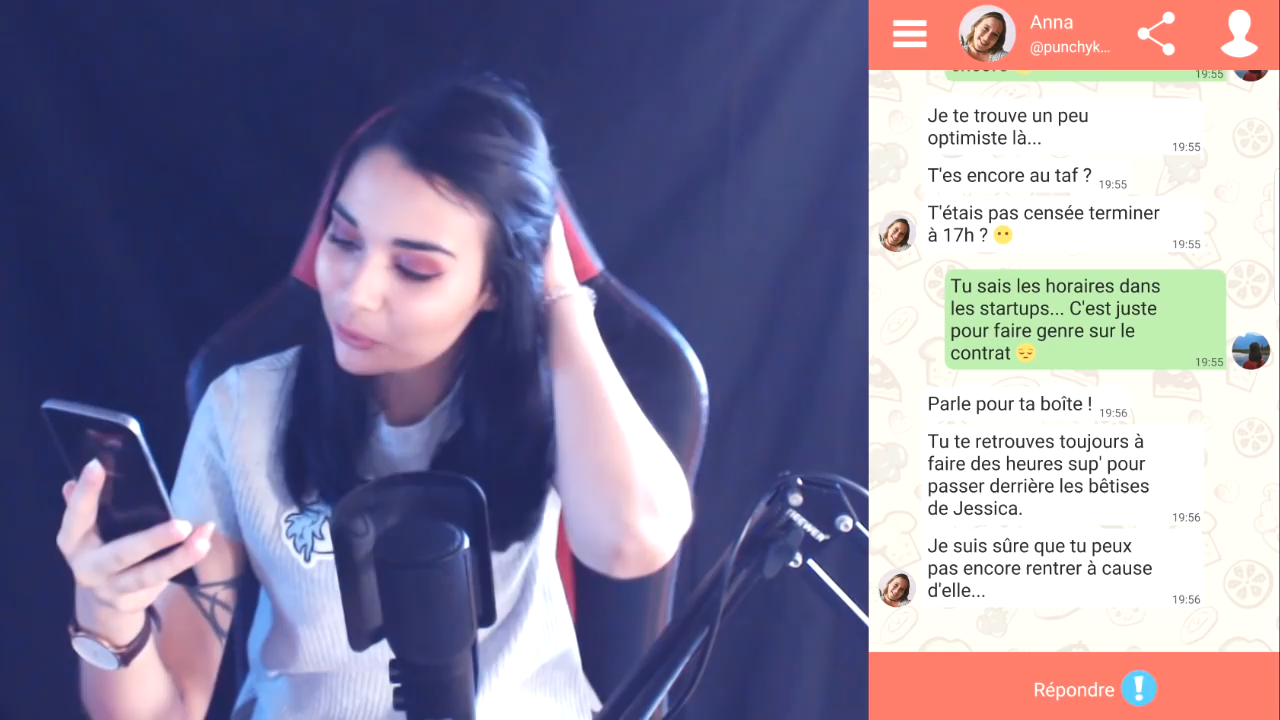 Anna
@punchyk...
19:55
Je te trouve un peu
optimiste là...
19:55
T'es encore au taf ?
19:55
T'étais pas censée terminer
à 17h ?
19:55
Tu sais les horaires dans
les startups... C'est juste
pour faire genre sur le
contrat
19:55
Parle pour ta boîte !
19:56
Tu te retrouves toujours à
faire des heures sup' pour
passer derrière les bêtises
de Jessica.
19:56
Je suis sûre que tu peux
pas encore rentrer à cause
d'elle...
19:56
Répondre
NEEWER